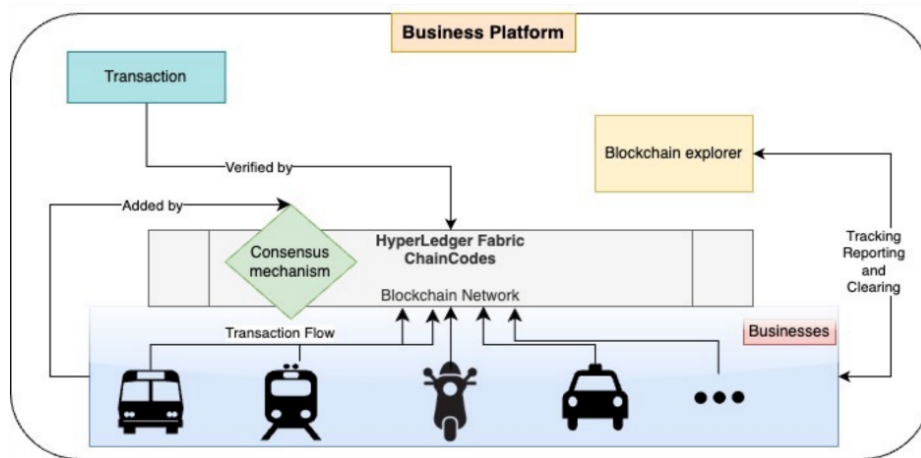 Business Platform
Transaction
Verified by
Blockchain explorer
Added by
Consensus
mechanism
HyperLedger Fabric
ChainCodes
Blockchain Network
Tracking
Reporting
and
Clearing
Transaction Flow
Businesses